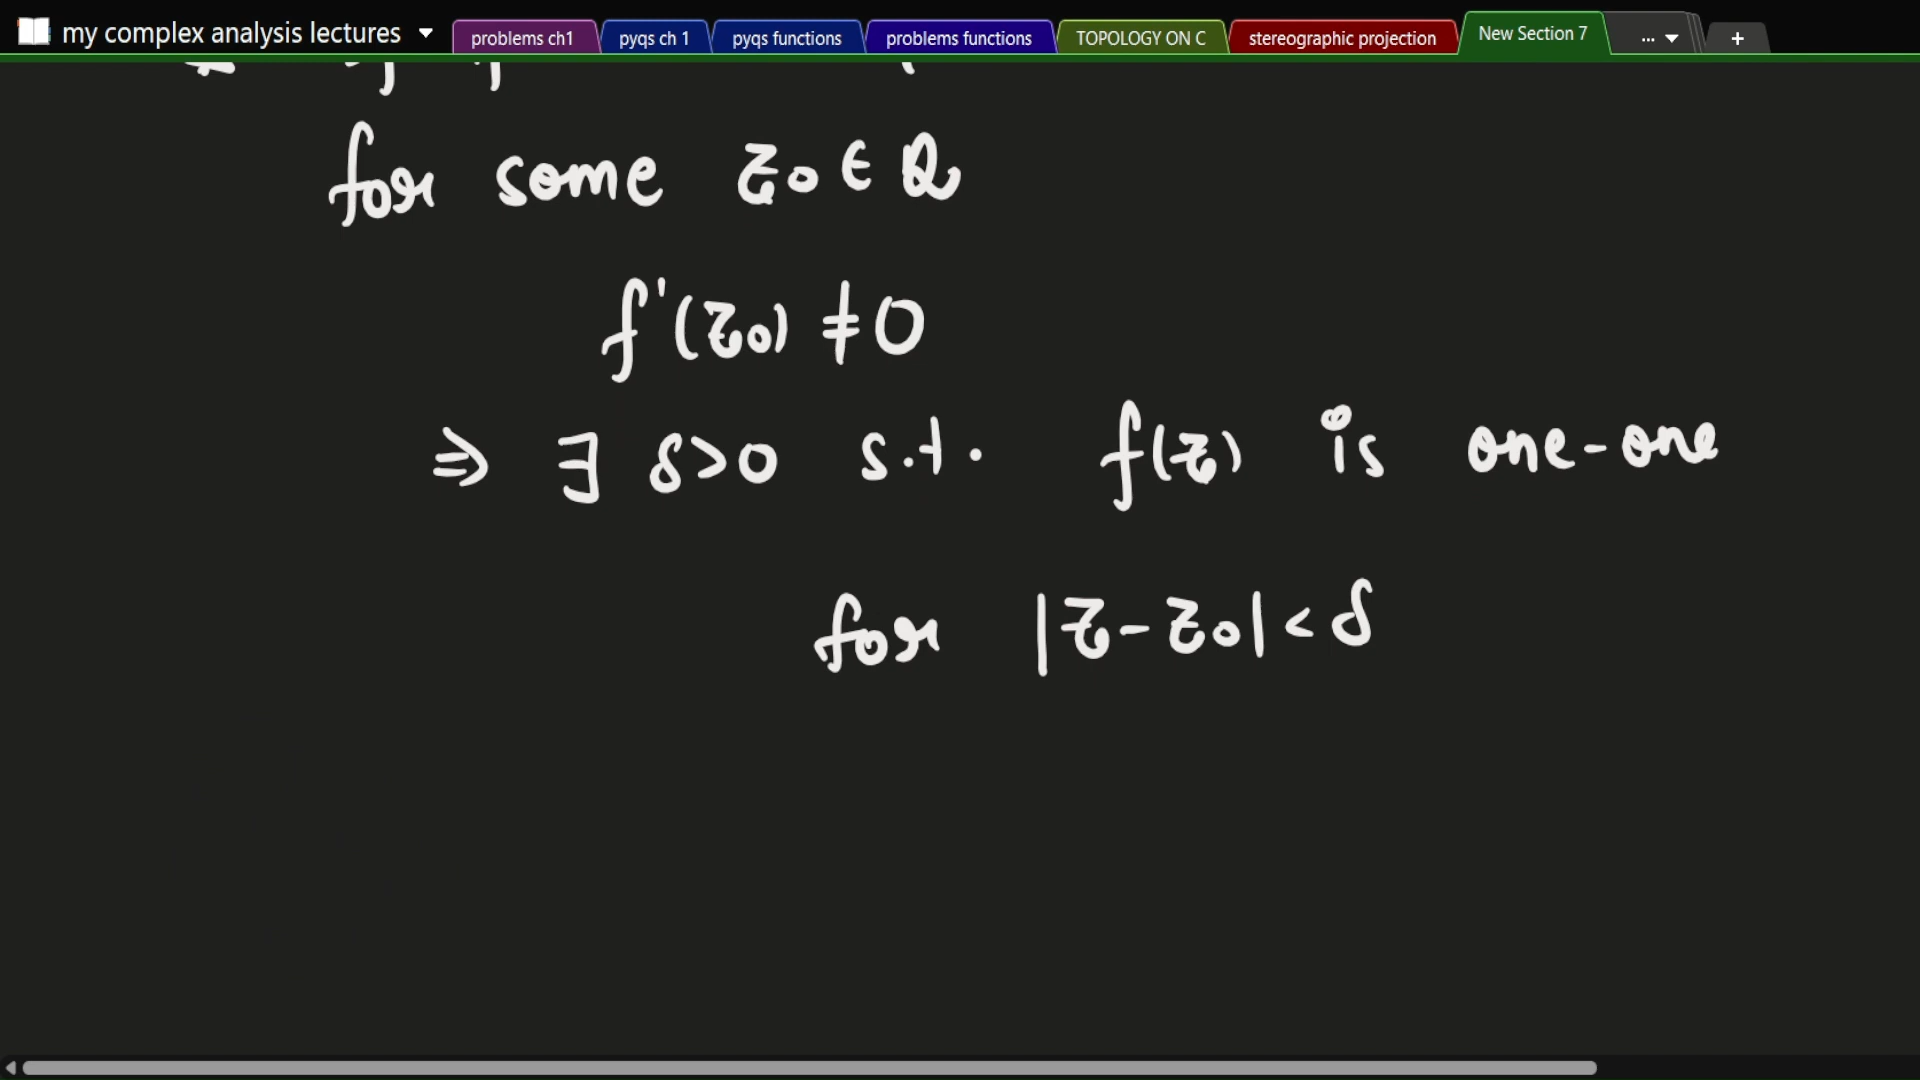 my complex analysis lectures
problems ch1
pyqs ch 1
pyqs functions
problems functions
TOPOLOGY ON C
stereographic projection
New Section 7
...
+
for some z₀ ∈ Ω
f'(z₀) ≠ 0
⇒ ∃ δ>0 s.t. f(z) is one-one
for |z-z₀| < δ